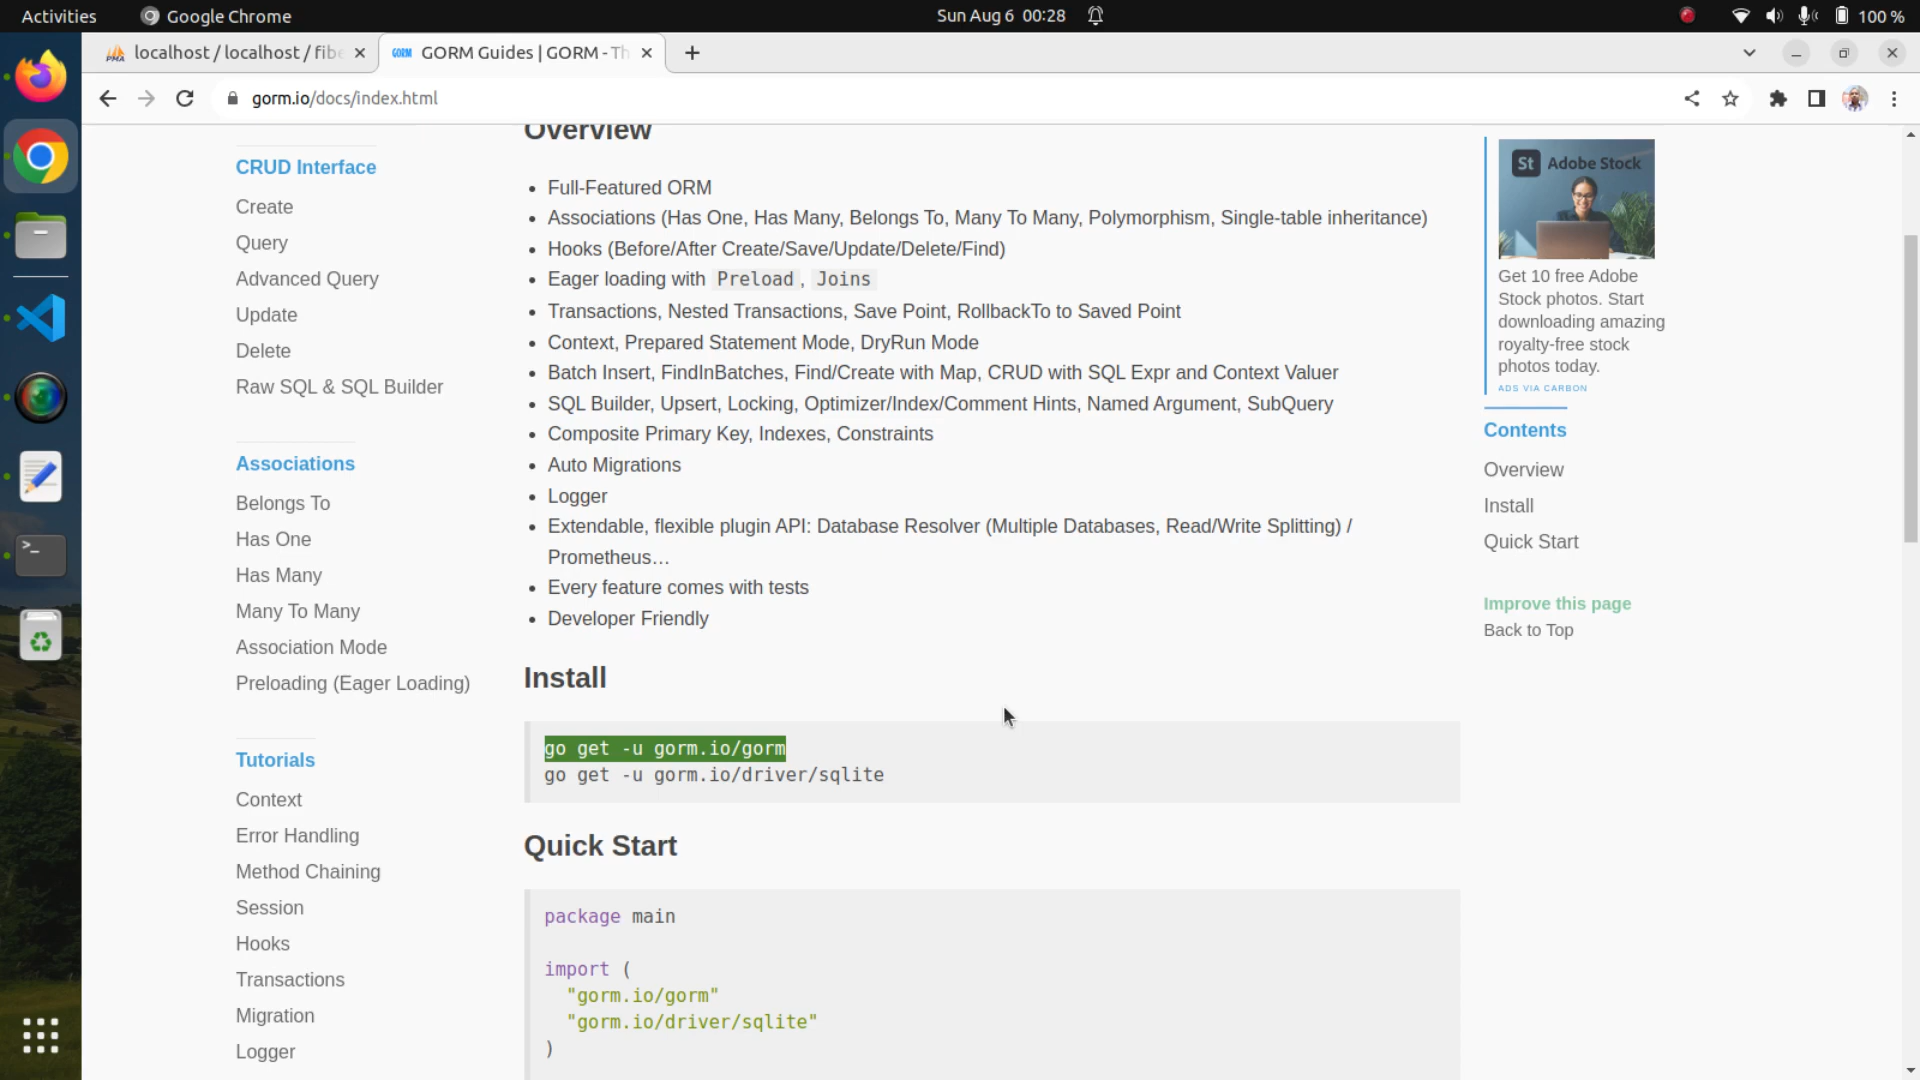 Activities
Google Chrome
Sun Aug 6 00:28
100 %
localhost / localhost / fibe
GORM Guides | GORM - Th
gorm.io/docs/index.html
CRUD Interface
Create
Query
Advanced Query
Update
Delete
Raw SQL & SQL Builder
Associations
Belongs To
Has One
Has Many
Many To Many
Association Mode
Preloading (Eager Loading)
Tutorials
Context
Error Handling
Method Chaining
Session
Hooks
Transactions
Migration
Logger
Overview
• Full-Featured ORM
• Associations (Has One, Has Many, Belongs To, Many To Many, Polymorphism, Single-table inheritance)
• Hooks (Before/After Create/Save/Update/Delete/Find)
• Eager loading with Preload, Joins
• Transactions, Nested Transactions, Save Point, RollbackTo to Saved Point
• Context, Prepared Statement Mode, DryRun Mode
• Batch Insert, FindInBatches, Find/Create with Map, CRUD with SQL Expr and Context Valuer
• SQL Builder, Upsert, Locking, Optimizer/Index/Comment Hints, Named Argument, SubQuery
• Composite Primary Key, Indexes, Constraints
• Auto Migrations
• Logger
• Extendable, flexible plugin API: Database Resolver (Multiple Databases, Read/Write Splitting) /
Prometheus…
• Every feature comes with tests
• Developer Friendly
Install
go get -u gorm.io/gorm
go get -u gorm.io/driver/sqlite
Quick Start
package main
import (
"gorm.io/gorm"
"gorm.io/driver/sqlite"
)
St Adobe Stock
Get 10 free Adobe
Stock photos. Start
downloading amazing
royalty-free stock
photos today.
ADS VIA CARBON
Contents
Overview
Install
Quick Start
Improve this page
Back to Top